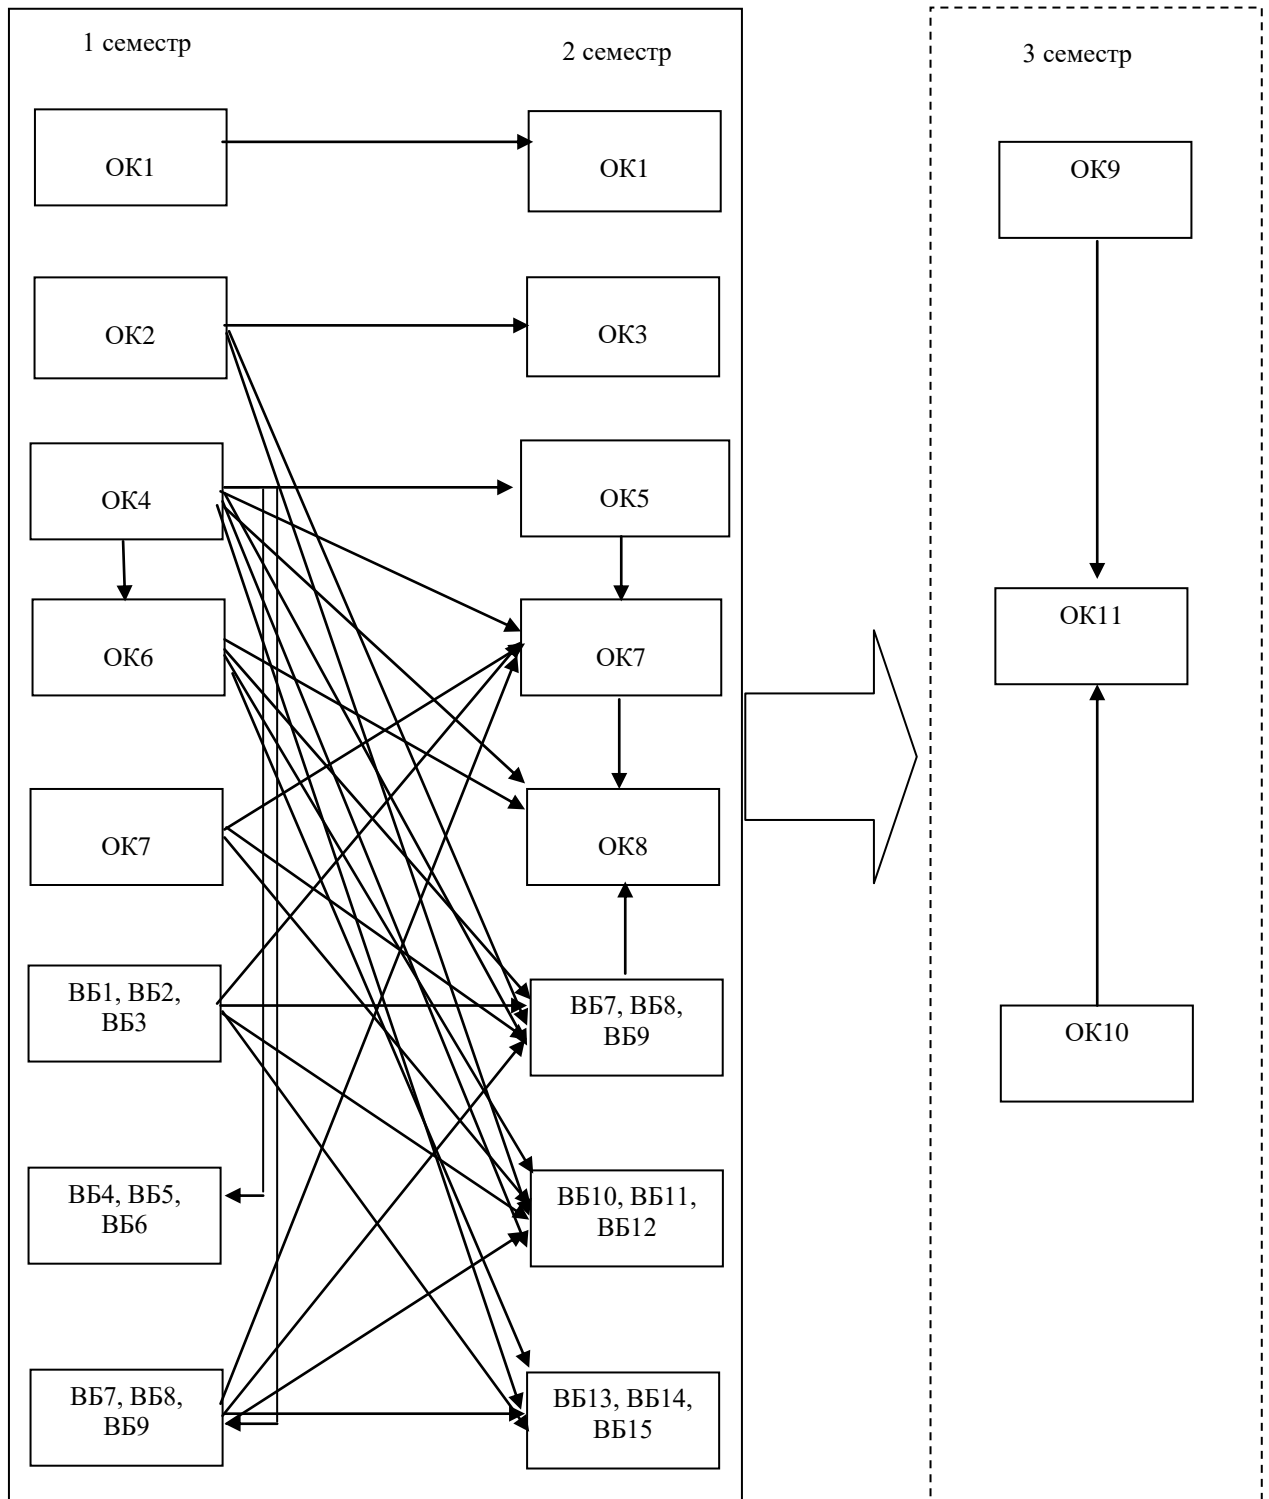 1 семестр
2 семестр
3 семестр
ОК1
ОК1
ОК9
ОК2
ОК3
ОК4
ОК5
ОК11
ОК6
ОК7
ОК7
ОК8
ВБ1, ВБ2,
ВБ3
ВБ7, ВБ8,
ВБ9
ОК10
ВБ4, ВБ5,
ВБ6
ВБ10, ВБ11,
ВБ12
ВБ7, ВБ8,
ВБ9
ВБ13, ВБ14,
ВБ15